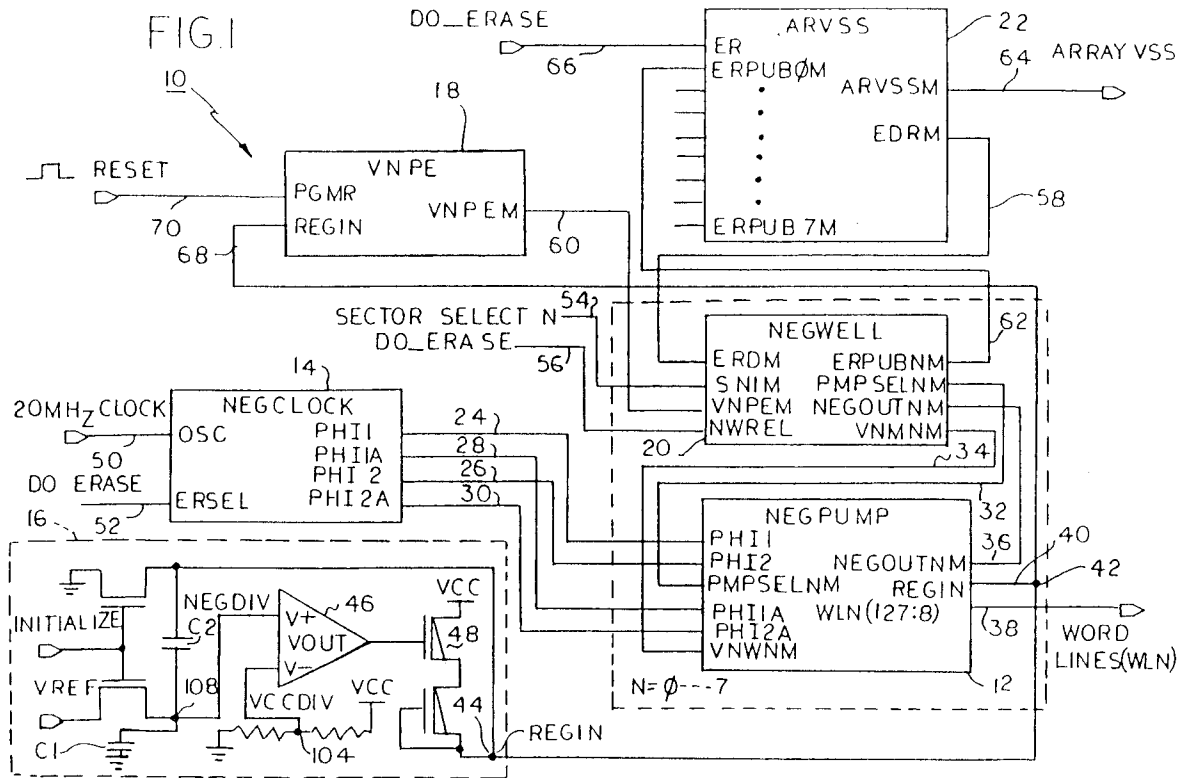 FIG.1
10
DO_ERASE
66
ARVSS
ER
ERPUBØM
ARVSSM
EDRM
ERPUB7M
22
ARRAY VSS
64
58
18
VNPE
RESET
PGMR
REGIN
VNPEM
70
68
60
SECTOR SELECT N
54
DO_ERASE
56
NEGWELL
ERDM
SNIM
VNPEM
NWREL
ERPUBNM
PMPSELNM
NEGOUTNM
VNMNM
62
20
34
32
14
NEGCLOCK
20MHZ CLOCK
50
OSC
PHI1
PHI1A
PHI2
PHI2A
24
28
26
30
DO ERASE
52
ERSEL
NEGPUMP
PHI1
PHI2
PMPSELNM
PHI1A
PHI2A
VNWNM
NEGOUTNM
REGIN
WLN(127:8)
36
40
42
38
WORD
LINES(WLN)
N=Ø---7
12
16
INITIALIZE
C2
NEGDIV
V+
VOUT
V-
46
VCC
48
VREF
108
VCCDIV
VCC
104
C1
44
REGIN